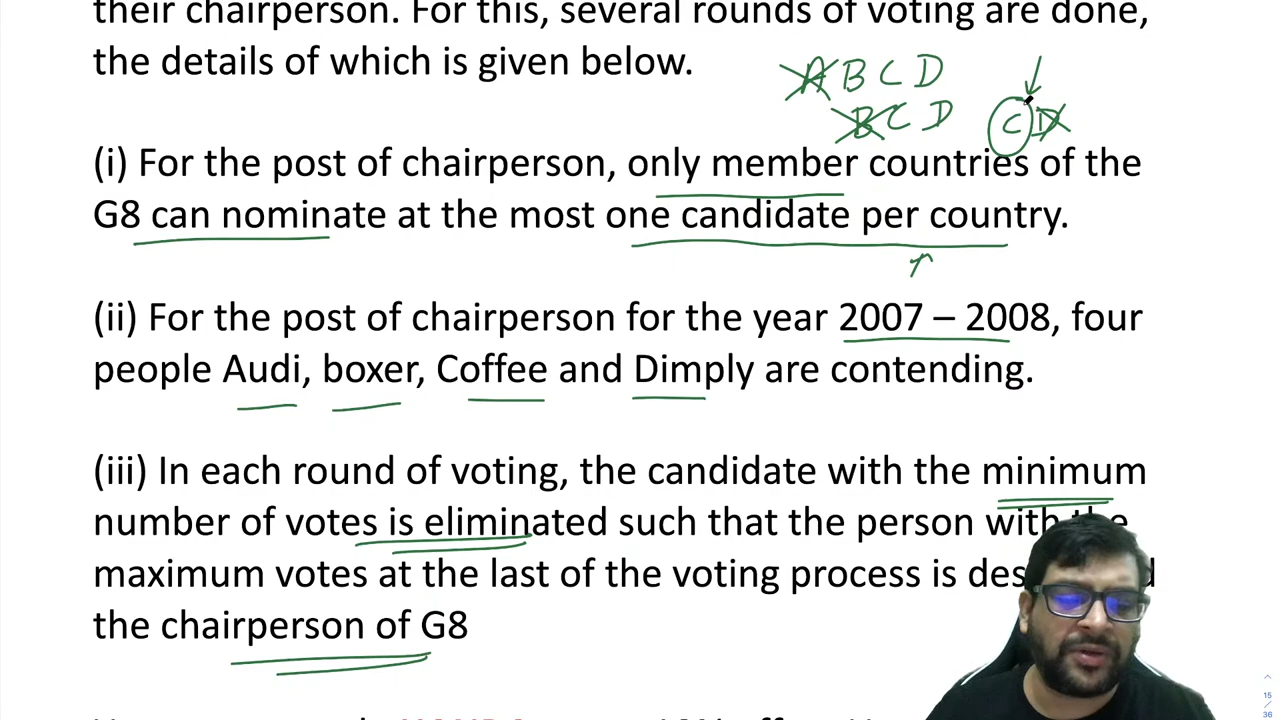 their chairperson. For this, several rounds of voting are done,
the details of which is given below.
A B C D
B C D
C D
(i) For the post of chairperson, only member countries of the
G8 can nominate at the most one candidate per country.
(ii) For the post of chairperson for the year 2007 – 2008, four
people Audi, boxer, Coffee and Dimply are contending.
(iii) In each round of voting, the candidate with the minimum
number of votes is eliminated such that the person with the
maximum votes at the last of the voting process is
the chairperson of G8
15
/
36